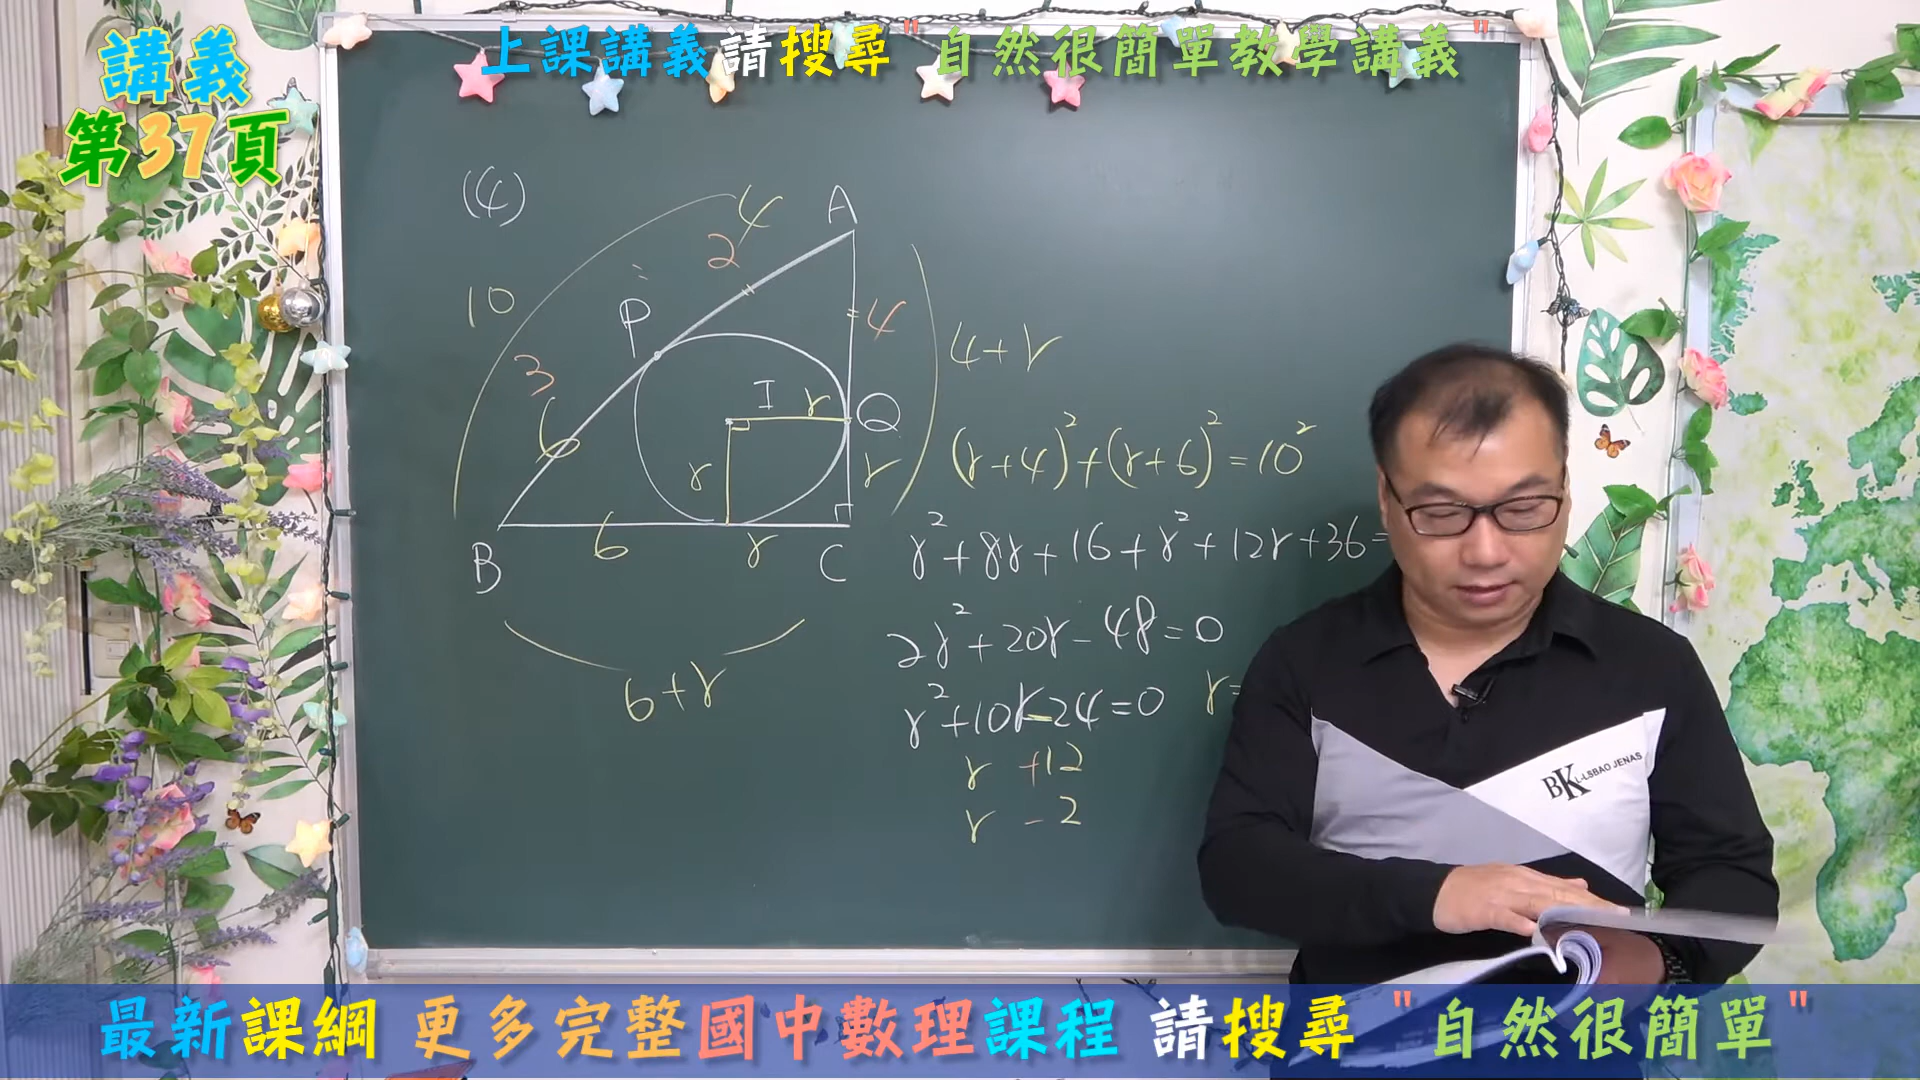 上課講義請搜尋"自然很簡單教學講義"
講義
第37頁
(4)
A
4
2
10
P
3
6
4
I
r
Q
r
r
B
6
r
C
6+r
4+r
(r+4)²+(r+6)²=10²
r²+8r+16+r²+12r+36=
2r²+20r-48=0
r²+10r-24=0 r=
r +12
r -2
BK L-LSBAO JENAS
最新課綱 更多完整國中數理課程 請搜尋"自然很簡單"